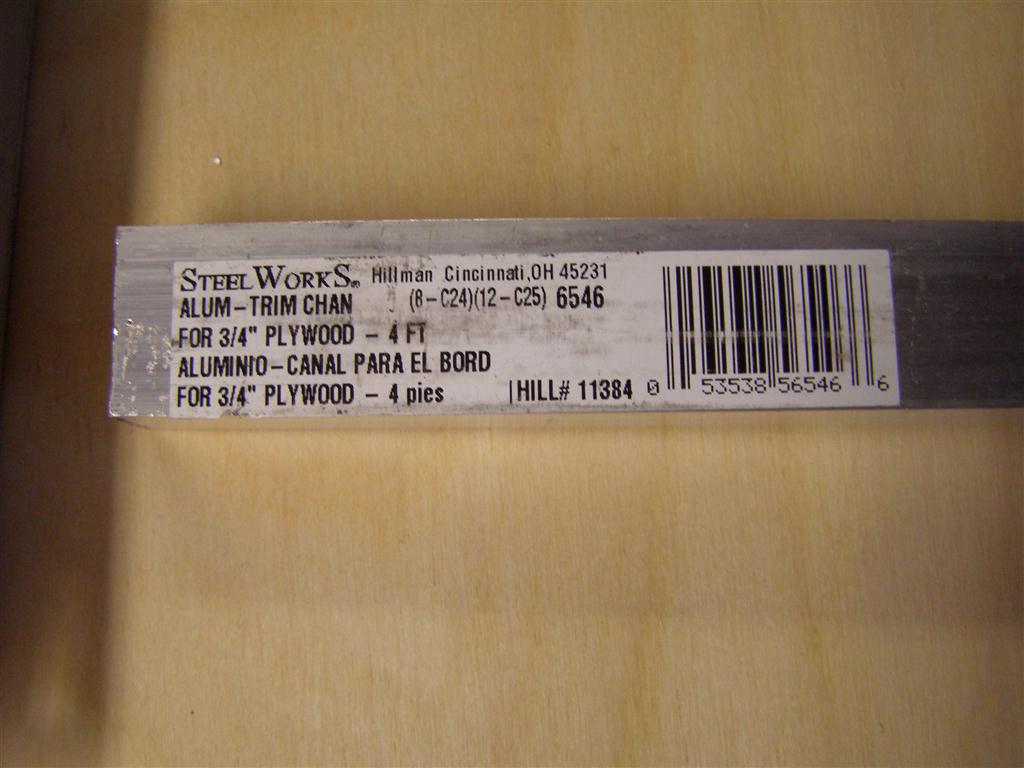 STEELWORKS® Hillman Cincinnati,OH 45231
ALUM-TRIM CHAN (8-C24)(12-C25) 6546
FOR 3/4" PLYWOOD - 4 FT
ALUMINIO-CANAL PARA EL BORD
FOR 3/4" PLYWOOD - 4 pies HILL# 11384
0 53538 56546 6